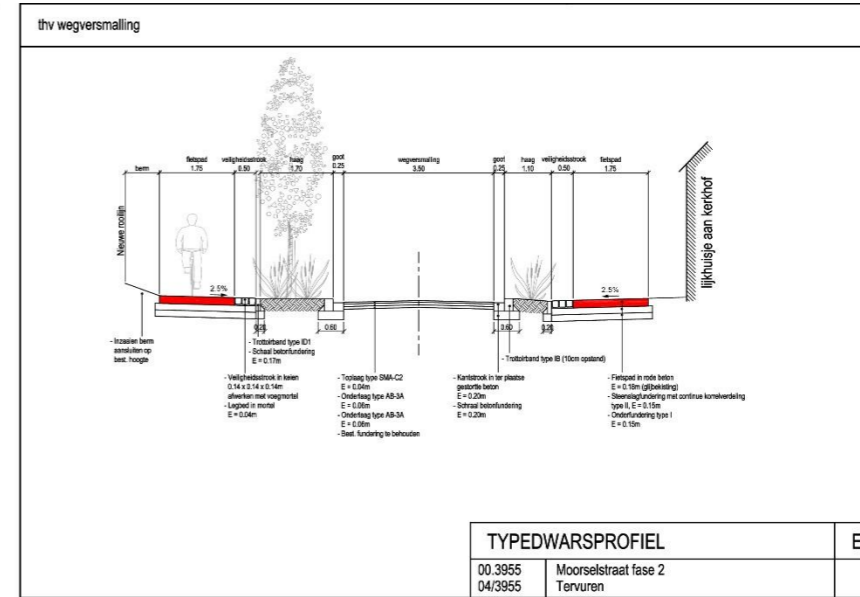 thv wegversmalling
berm
fietspad
1.75
veiligheidsstrook
0.50
haag
1.70
goot
0.25
wegversmalling
3.50
goot
0.25
haag
1.10
veiligheidsstrook
0.50
fietspad
1.75
Nieuwe rooilijn
lijkhuisje aan kerkhof
2.5%
2.5%
0.20
0.60
0.60
0.20
- Inzaaien berm
aansluiten op
best. hoogte
- Trottoirband type ID1
- Schraal betonfundering
E = 0.17m
- Veiligheidsstrook in keien
0.14 x 0.14 x 0.14m
afwerken met voegmortel
- Legbed in mortel
E = 0.04m
- Toplaag type SMA-C2
E = 0.04m
- Onderlaag type AB-3A
E = 0.06m
- Onderlaag type AB-3A
E = 0.06m
- Best. fundering te behouden
- Kantstrook in ter plaatse
gestorte beton
E = 0.20m
- Schraal betonfundering
E = 0.20m
- Trottoirband type IB (10cm opstand)
- Fietspad in rode beton
E = 0.18m (glijbekisting)
- Steenslagfundering met continue korrelverdeling
type II, E = 0.15m
- Onderfundering type I
E = 0.15m
TYPEDWARSPROFIEL
E
00.3955 Moorselstraat fase 2
04/3955 Tervuren